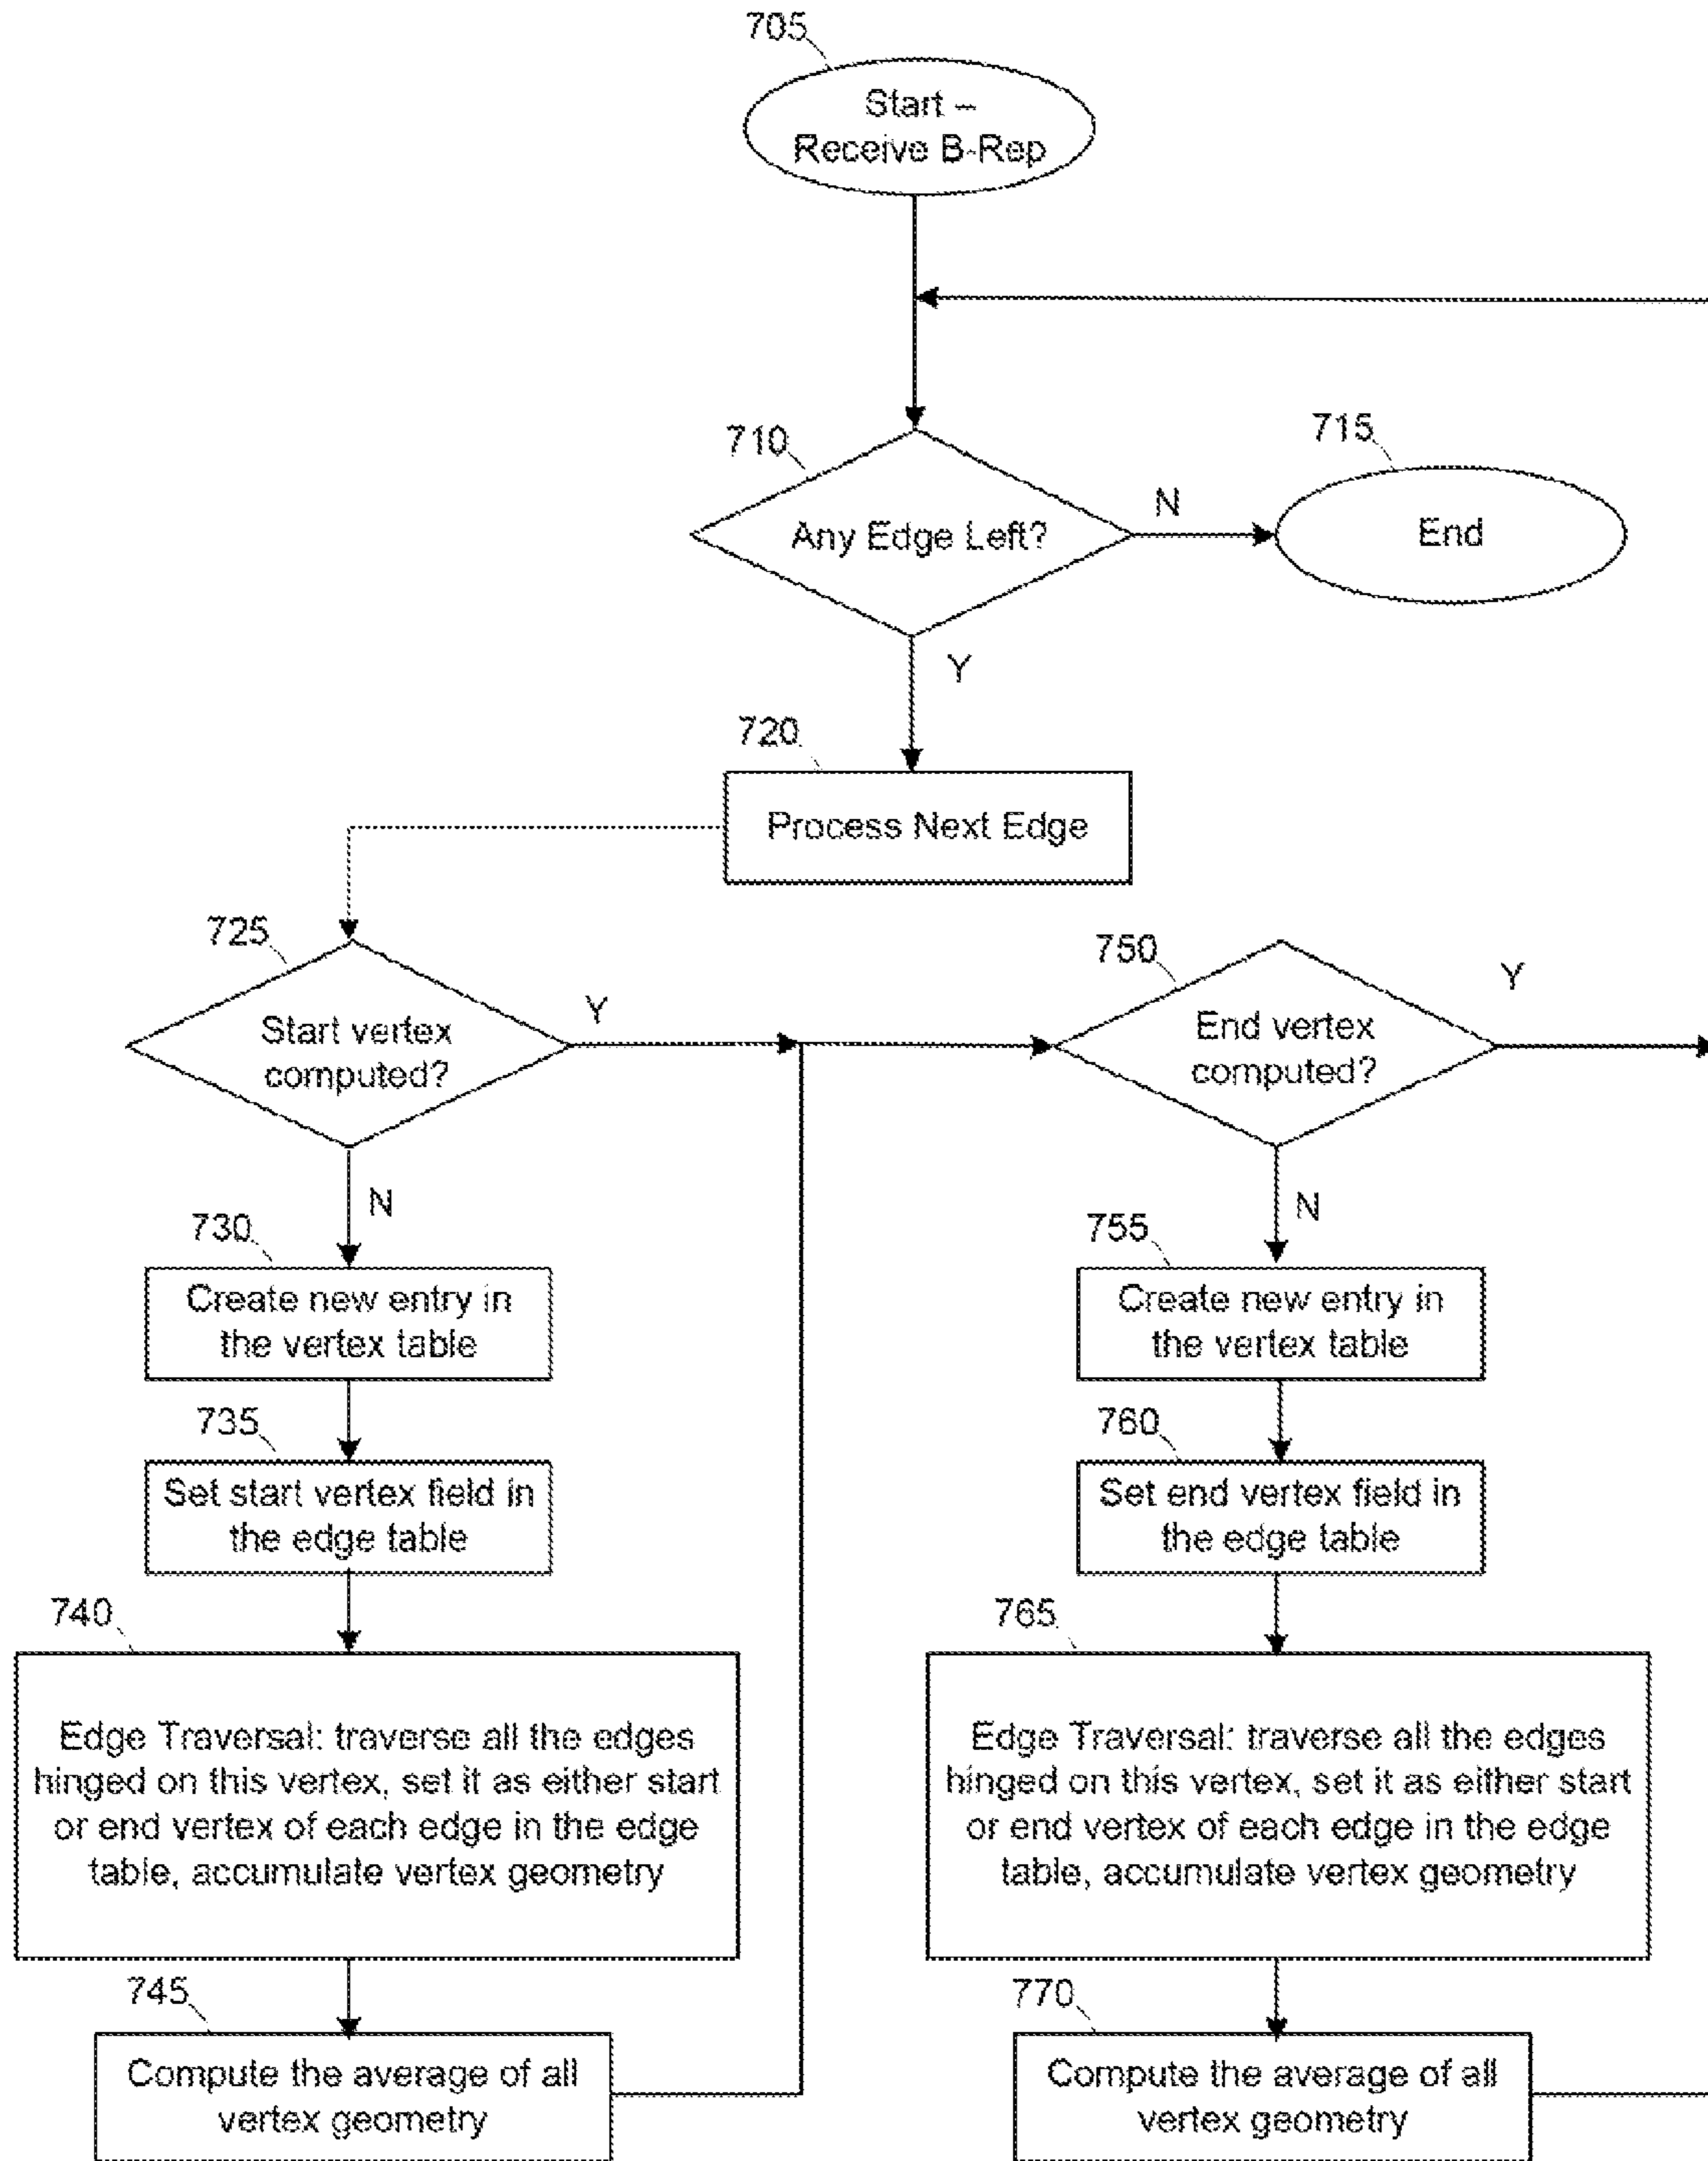 705
Start –
Receive B-Rep
710
Any Edge Left?
N
715
End
Y
720
Process Next Edge
725
Start vertex
computed?
Y
750
End vertex
computed?
Y
N
730
Create new entry in
the vertex table
735
Set start vertex field in
the edge table
740
Edge Traversal: traverse all the edges
hinged on this vertex, set it as either start
or end vertex of each edge in the edge
table, accumulate vertex geometry
745
Compute the average of all
vertex geometry
N
755
Create new entry in
the vertex table
760
Set end vertex field in
the edge table
765
Edge Traversal: traverse all the edges
hinged on this vertex, set it as either start
or end vertex of each edge in the edge
table, accumulate vertex geometry
770
Compute the average of all
vertex geometry